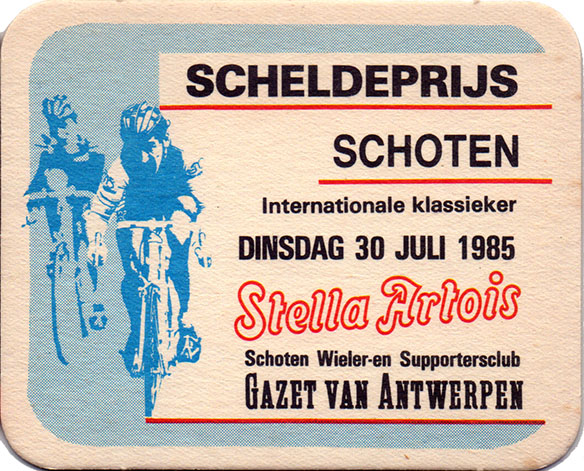 SCHELDEPRIJS
SCHOTEN
Internationale klassieker
DINSDAG 30 JULI 1985
Stella Artois
Schoten Wieler-en Supportersclub
GAZET VAN ANTWERPEN